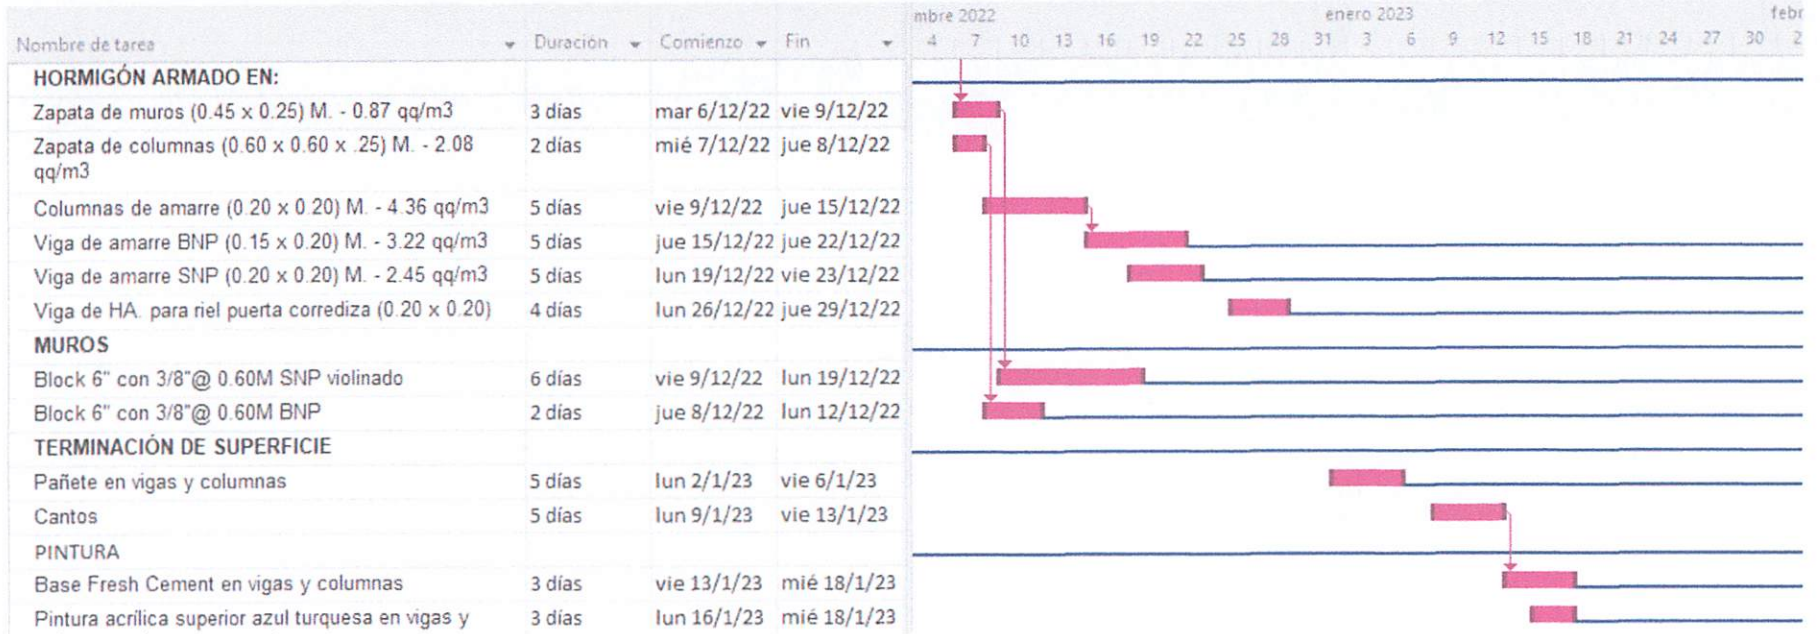 mbre 2022 enero 2023 febr
Nombre de tarea Duración Comienzo Fin 4 7 10 13 16 19 22 25 28 31 3 6 9 12 15 18 21 24 27 30 2
HORMIGÓN ARMADO EN:
Zapata de muros (0.45 x 0.25) M. - 0.87 qq/m3 3 días mar 6/12/22 vie 9/12/22
Zapata de columnas (0.60 x 0.60 x .25) M. - 2.08 2 días mié 7/12/22 jue 8/12/22
qq/m3
Columnas de amarre (0.20 x 0.20) M. - 4.36 qq/m3 5 días vie 9/12/22 jue 15/12/22
Viga de amarre BNP (0.15 x 0.20) M. - 3.22 qq/m3 5 días jue 15/12/22 jue 22/12/22
Viga de amarre SNP (0.20 x 0.20) M. - 2.45 qq/m3 5 días lun 19/12/22 vie 23/12/22
Viga de HA. para riel puerta corrediza (0.20 x 0.20) 4 días lun 26/12/22 jue 29/12/22
MUROS
Block 6" con 3/8"@ 0.60M SNP violinado 6 días vie 9/12/22 lun 19/12/22
Block 6" con 3/8"@ 0.60M BNP 2 días jue 8/12/22 lun 12/12/22
TERMINACIÓN DE SUPERFICIE
Pañete en vigas y columnas 5 días lun 2/1/23 vie 6/1/23
Cantos 5 días lun 9/1/23 vie 13/1/23
PINTURA
Base Fresh Cement en vigas y columnas 3 días vie 13/1/23 mié 18/1/23
Pintura acrílica superior azul turquesa en vigas y 3 días lun 16/1/23 mié 18/1/23